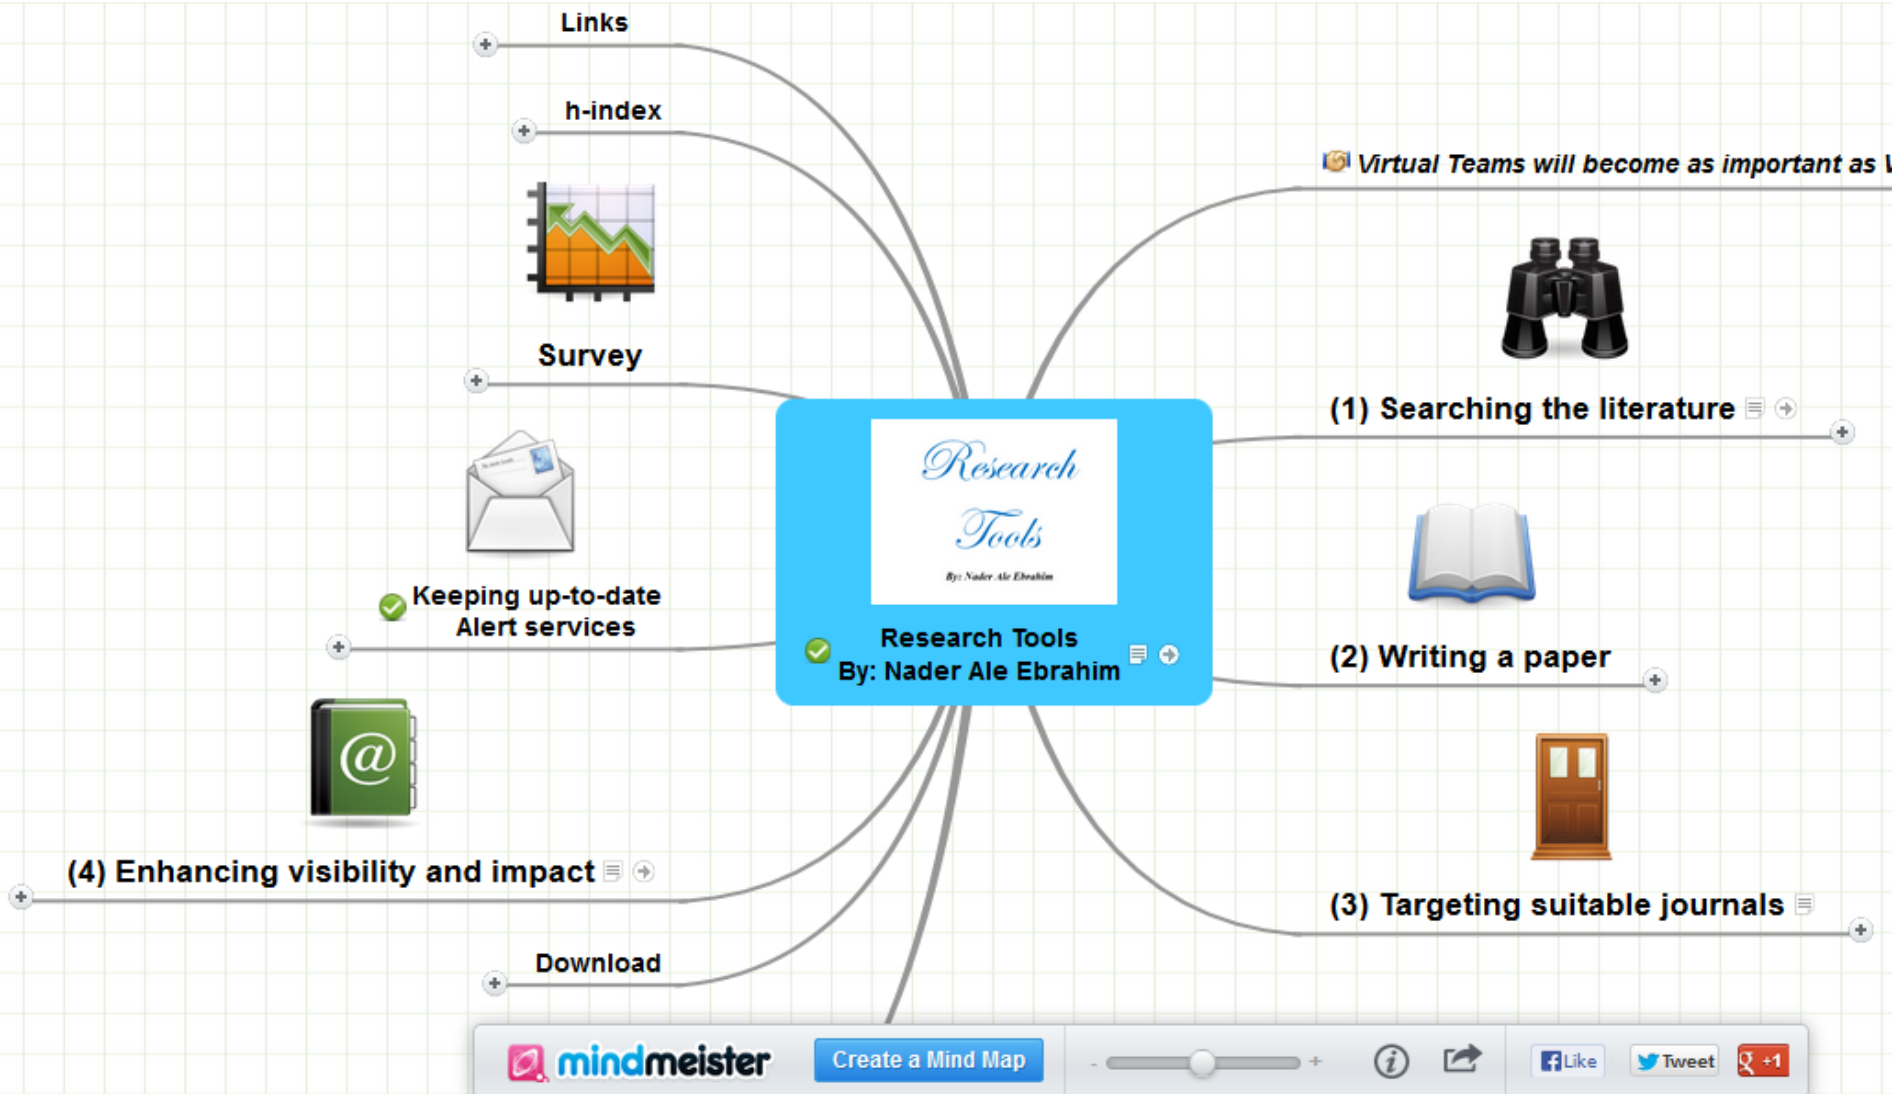 Links
h-index
Survey
Keeping up-to-date
Alert services
(4) Enhancing visibility and impact
Download
Research
Tools
By: Nader Ale Ebrahim
Research Tools
By: Nader Ale Ebrahim
Virtual Teams will become as important as
(1) Searching the literature
(2) Writing a paper
(3) Targeting suitable journals
mindmeister
Create a Mind Map
- +
Like
Tweet
g +1